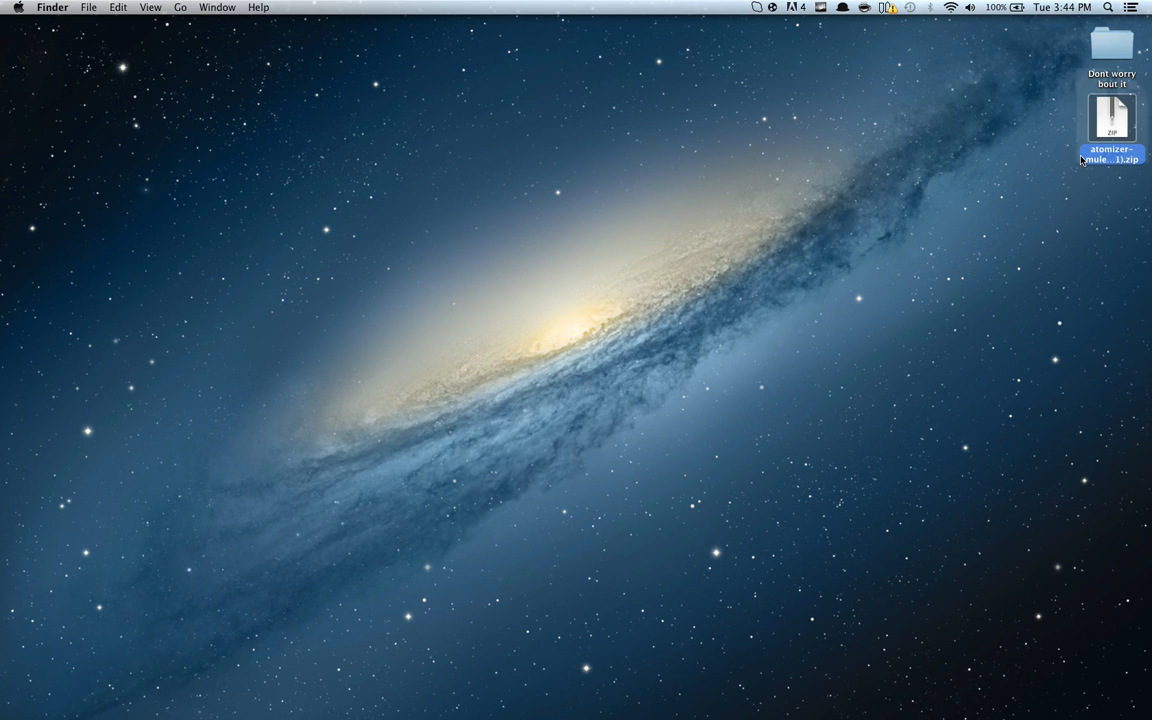 Finder File Edit View Go Window Help 4 100% Tue 3:44 PM
Dont worry
bout it
ZIP
atomizer-
mule...1).zip